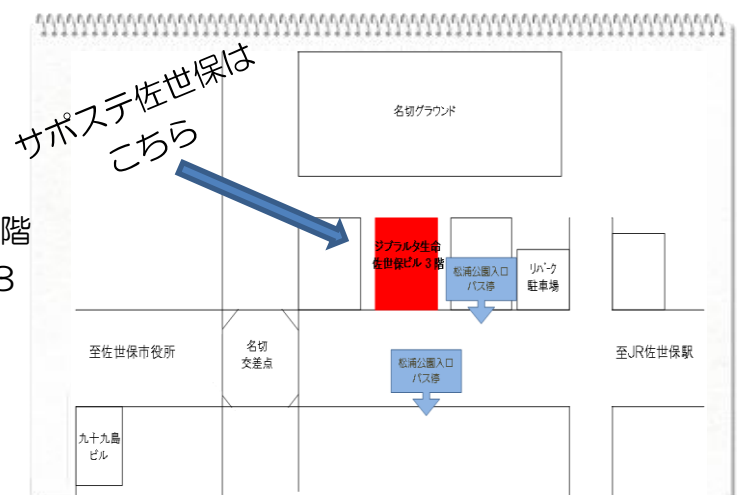 サポステ佐世保は
こちら
名切グラウンド
階
8
ジブラルタ生命
佐世保ビル3階
松浦公園入口
バス停
リパーク
駐車場
至佐世保市役所
名切
交差点
松浦公園入口
バス停
至JR佐世保駅
九十九島
ビル